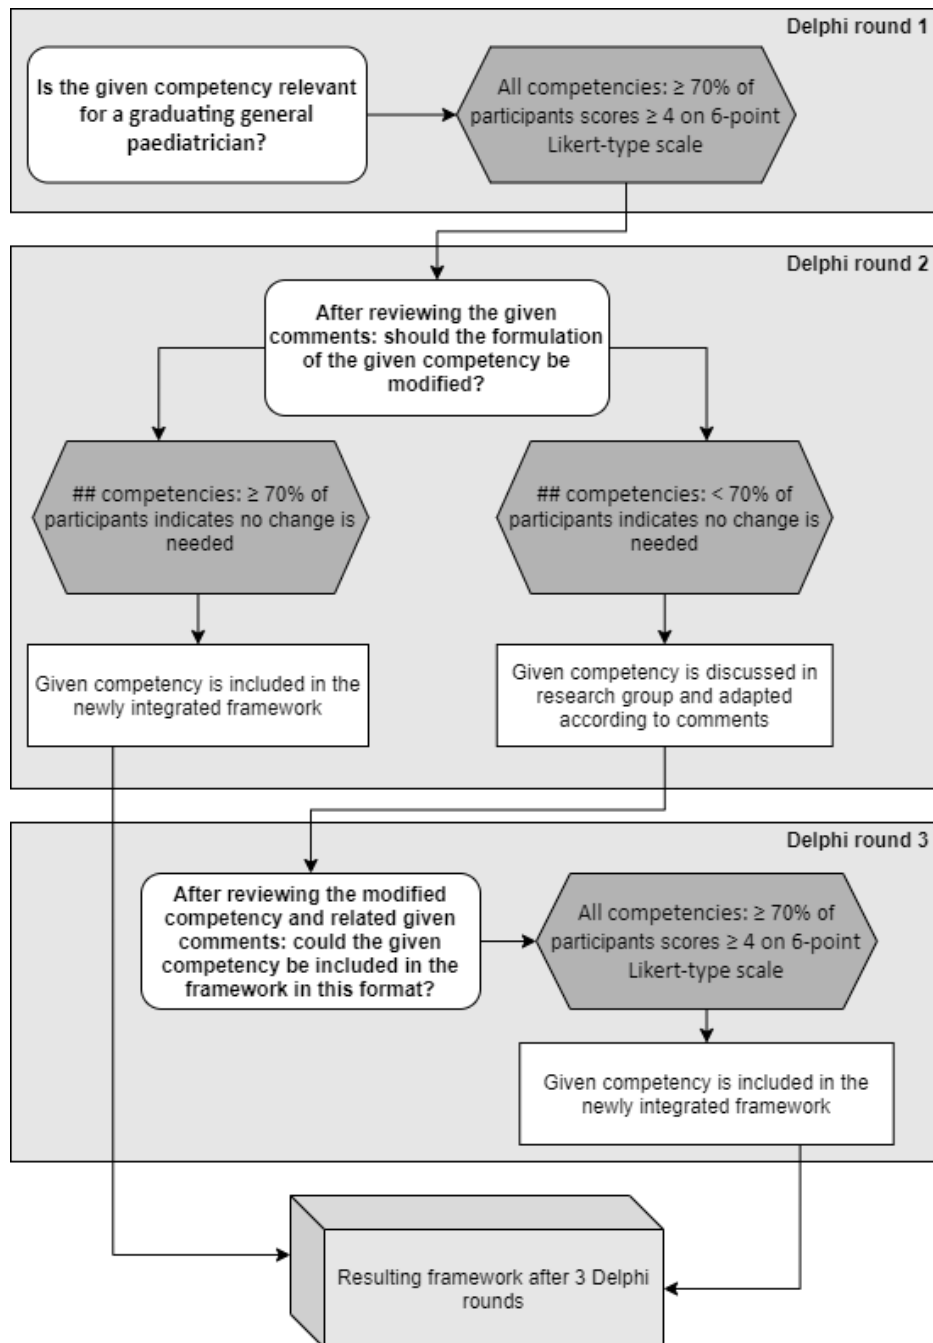 Delphi round 1
Is the given competency relevant
for a graduating general
paediatrician?
All competencies: ≥ 70% of
participants scores ≥ 4 on 6-point
Likert-type scale
Delphi round 2
After reviewing the given
comments: should the formulation
of the given competency be
modified?
## competencies: ≥ 70% of
participants indicates no change is
needed
## competencies: < 70% of
participants indicates no change is
needed
Given competency is included in the
newly integrated framework
Given competency is discussed in
research group and adapted
according to comments
Delphi round 3
After reviewing the modified
competency and related given
comments: could the given
competency be included in the
framework in this format?
All competencies: ≥ 70% of
participants scores ≥ 4 on 6-point
Likert-type scale
Given competency is included in the
newly integrated framework
Resulting framework after 3 Delphi
rounds